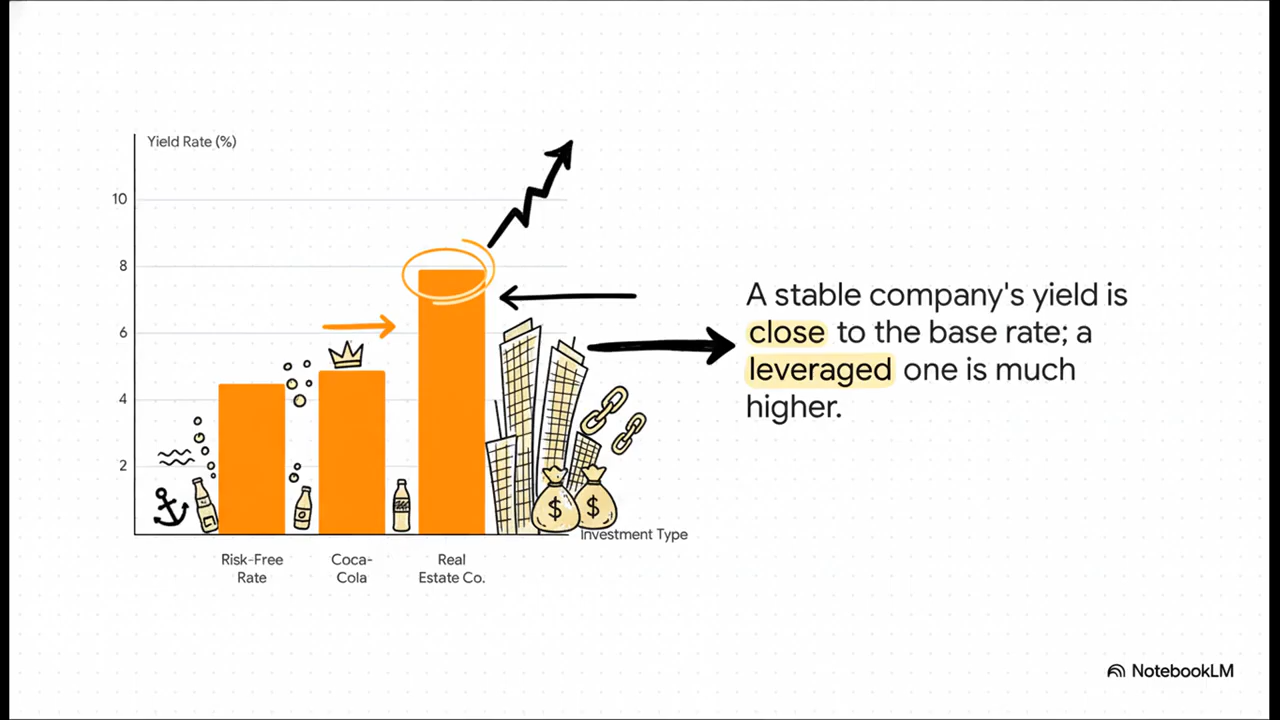 Yield Rate (%)
10
8
6
4
2
Investment Type
Risk-Free
Rate
Coca-
Cola
Real
Estate Co.
$
$
A stable company's yield is
close to the base rate; a
leveraged one is much
higher.
NotebookLM